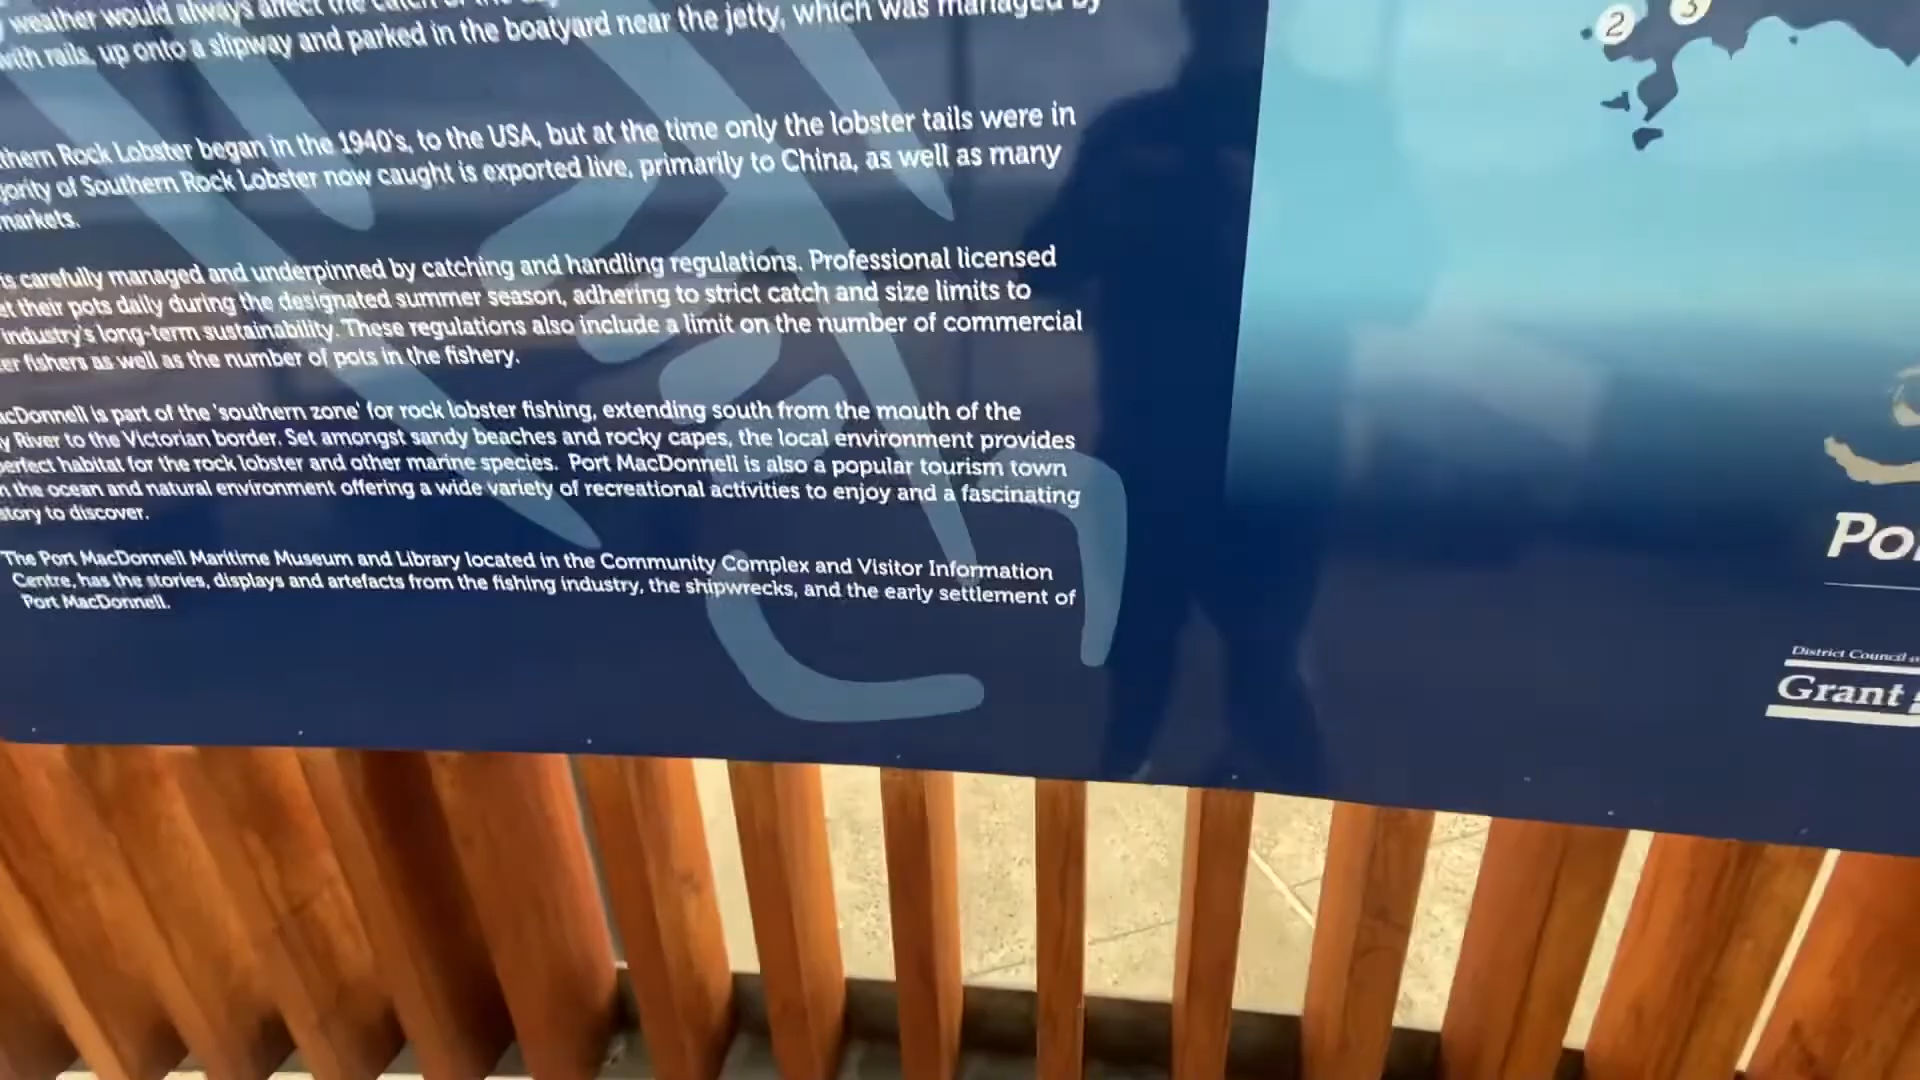 weather would always affect the catch of the
with rails, up onto a slipway and parked in the boatyard near the jetty, which was managed by
thern Rock Lobster began in the 1940's, to the USA, but at the time only the lobster tails were in
jority of Southern Rock Lobster now caught is exported live, primarily to China, as well as many
markets.
is carefully managed and underpinned by catching and handling regulations. Professional licensed
et their pots daily during the designated summer season, adhering to strict catch and size limits to
industry's long-term sustainability. These regulations also include a limit on the number of commercial
er fishers as well as the number of pots in the fishery.
acDonnell is part of the 'southern zone' for rock lobster fishing, extending south from the mouth of the
y River to the Victorian border. Set amongst sandy beaches and rocky capes, the local environment provides
perfect habitat for the rock lobster and other marine species. Port MacDonnell is also a popular tourism town
n the ocean and natural environment offering a wide variety of recreational activities to enjoy and a fascinating
story to discover.
The Port MacDonnell Maritime Museum and Library located in the Community Complex and Visitor Information
Centre, has the stories, displays and artefacts from the fishing industry, the shipwrecks, and the early settlement of
Port MacDonnell.
2
3
Po
District Council o
Grant